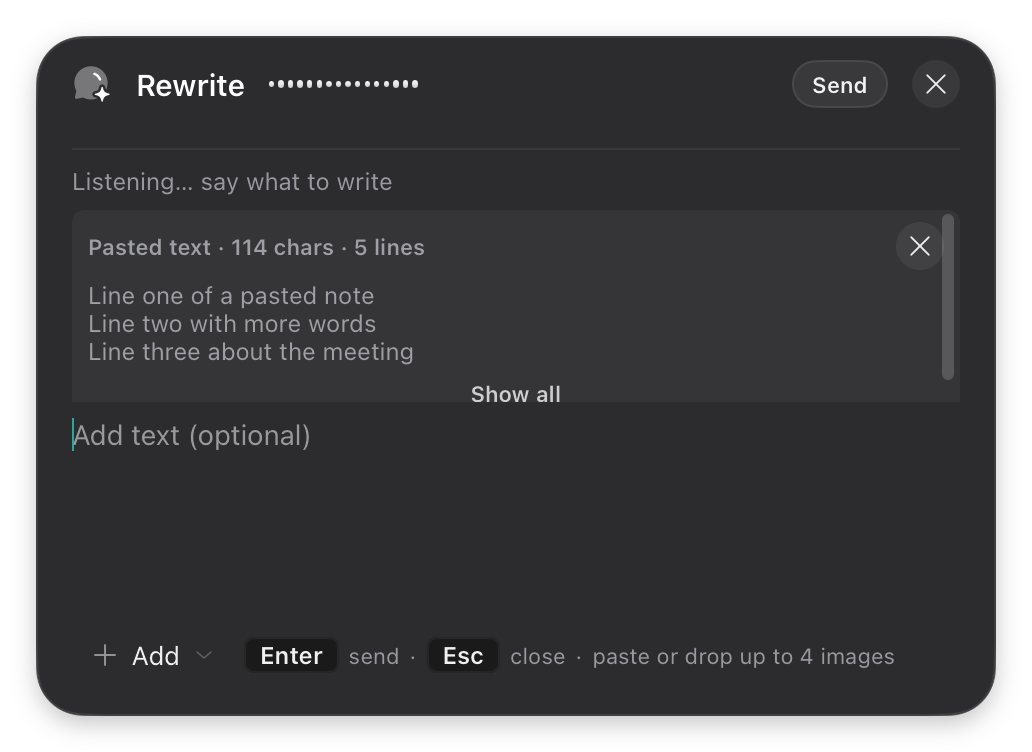 Rewrite
Send
Listening... say what to write
Pasted text · 114 chars · 5 lines
Line one of a pasted note
Line two with more words
Line three about the meeting
Show all
Add text (optional)
Add Enter send · Esc close · paste or drop up to 4 images